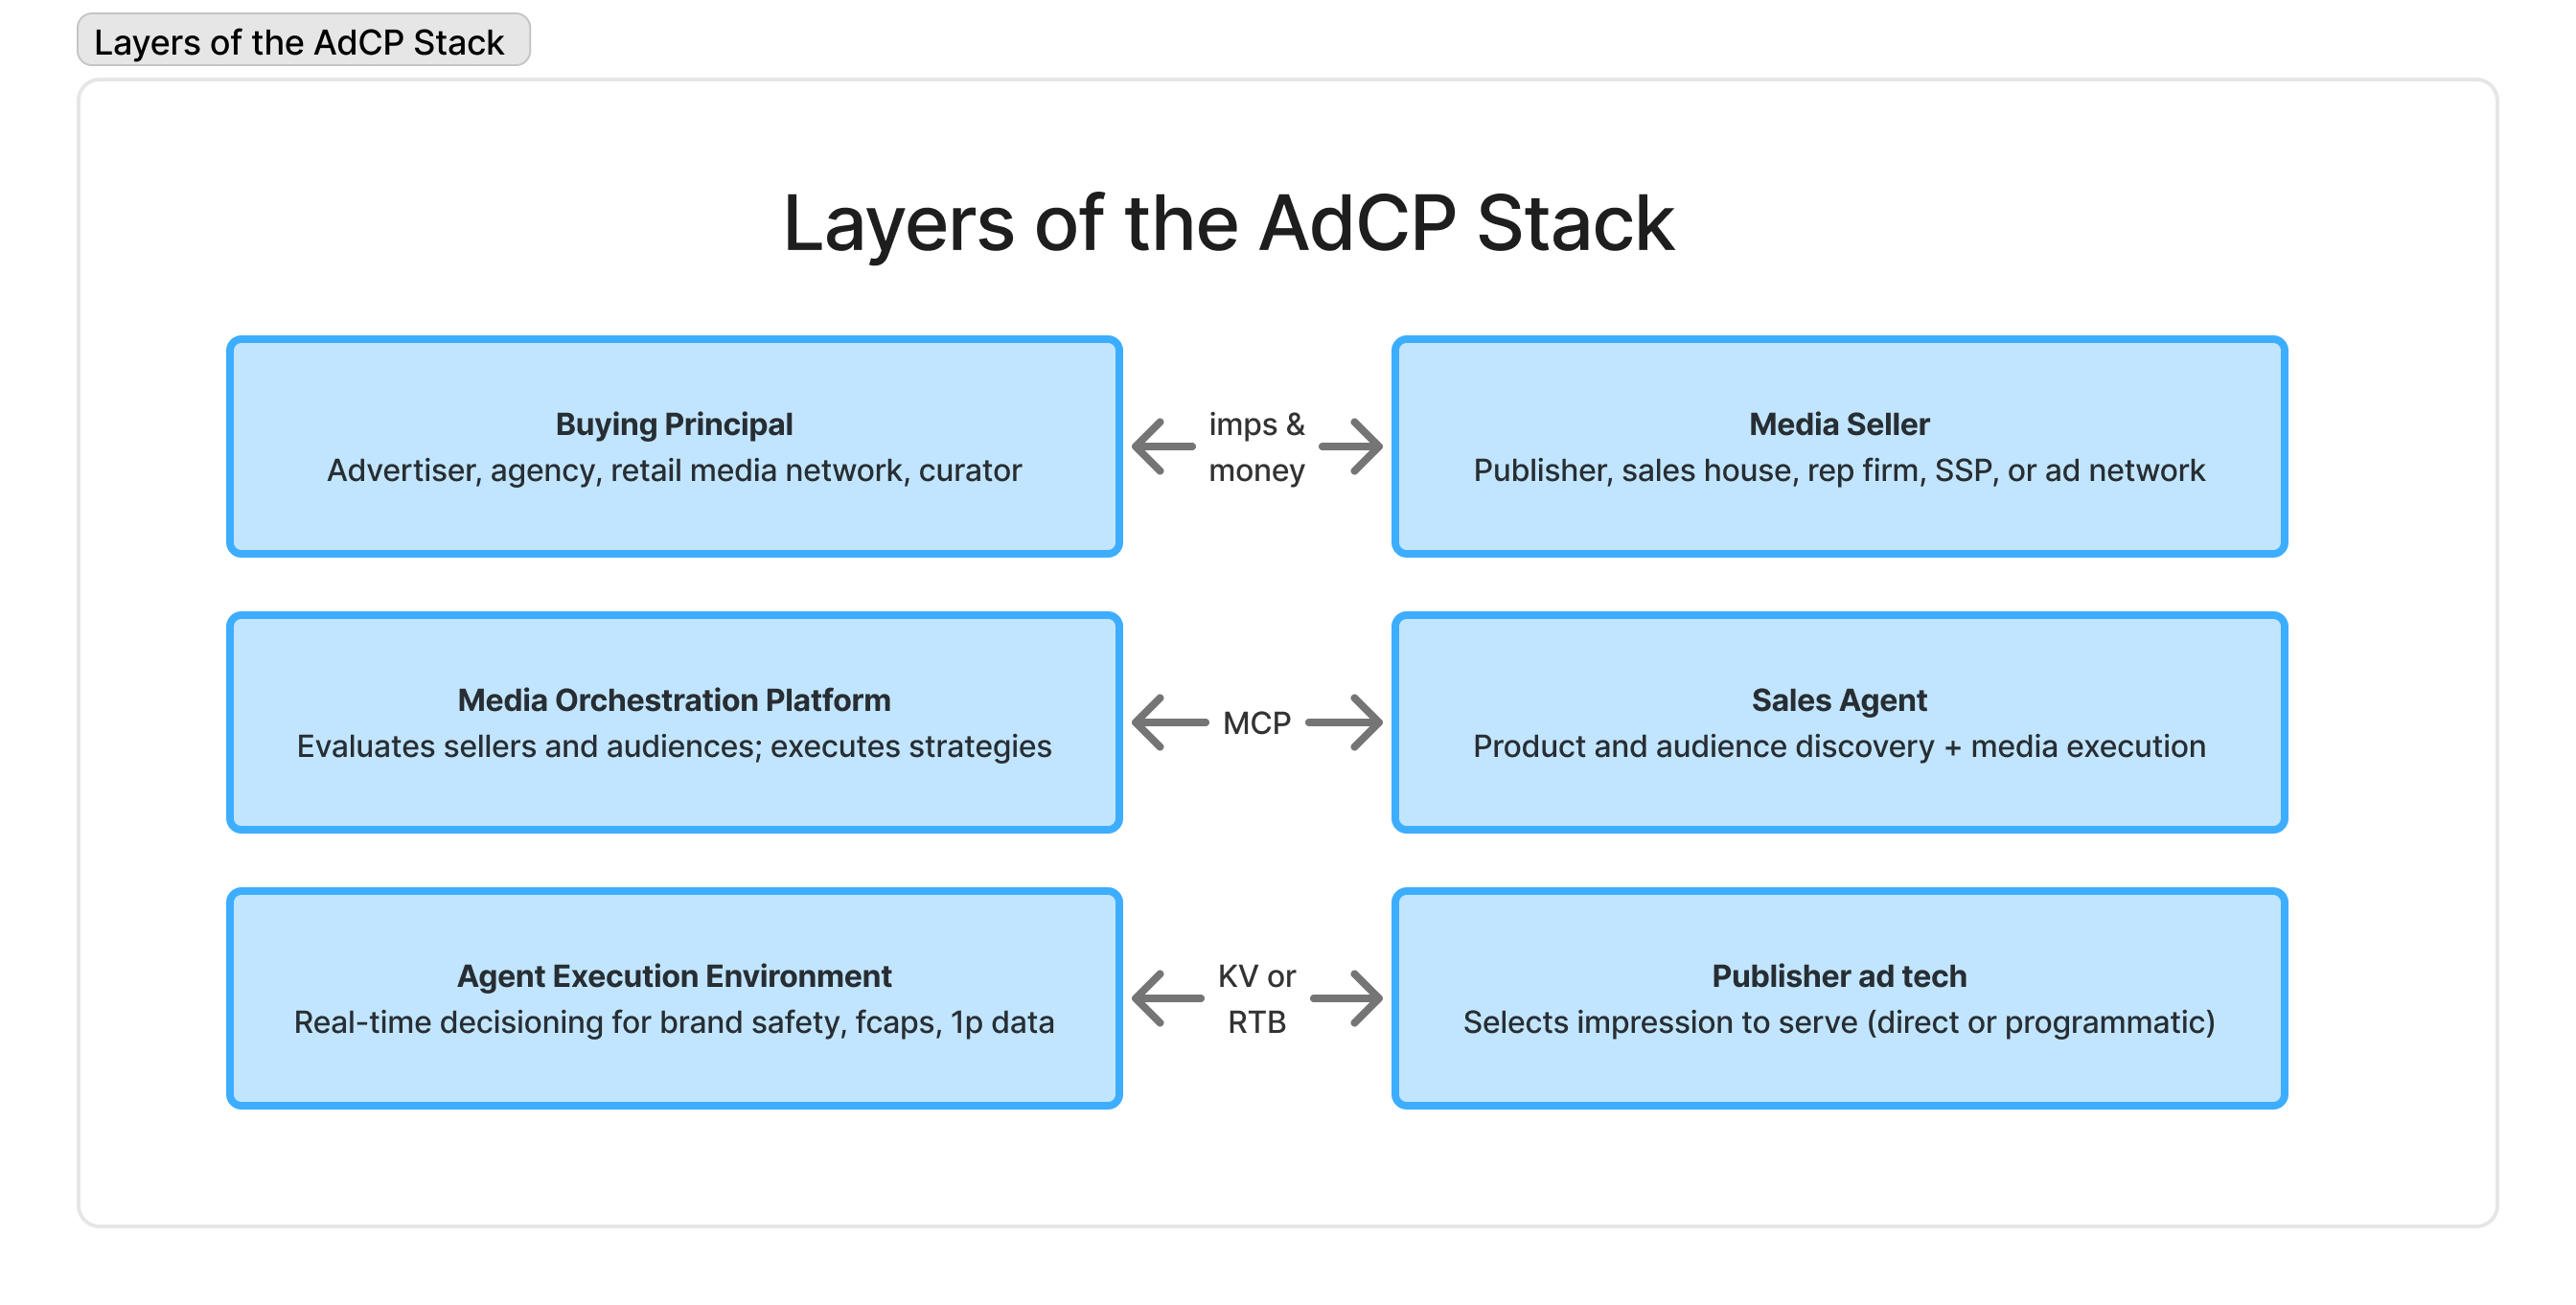 Layers of the AdCP Stack
Layers of the AdCP Stack
Buying Principal
Advertiser, agency, retail media network, curator
imps &
money
Media Seller
Publisher, sales house, rep firm, SSP, or ad network
Media Orchestration Platform
Evaluates sellers and audiences; executes strategies
MCP
Sales Agent
Product and audience discovery + media execution
Agent Execution Environment
Real-time decisioning for brand safety, fcaps, 1p data
KV or
RTB
Publisher ad tech
Selects impression to serve (direct or programmatic)